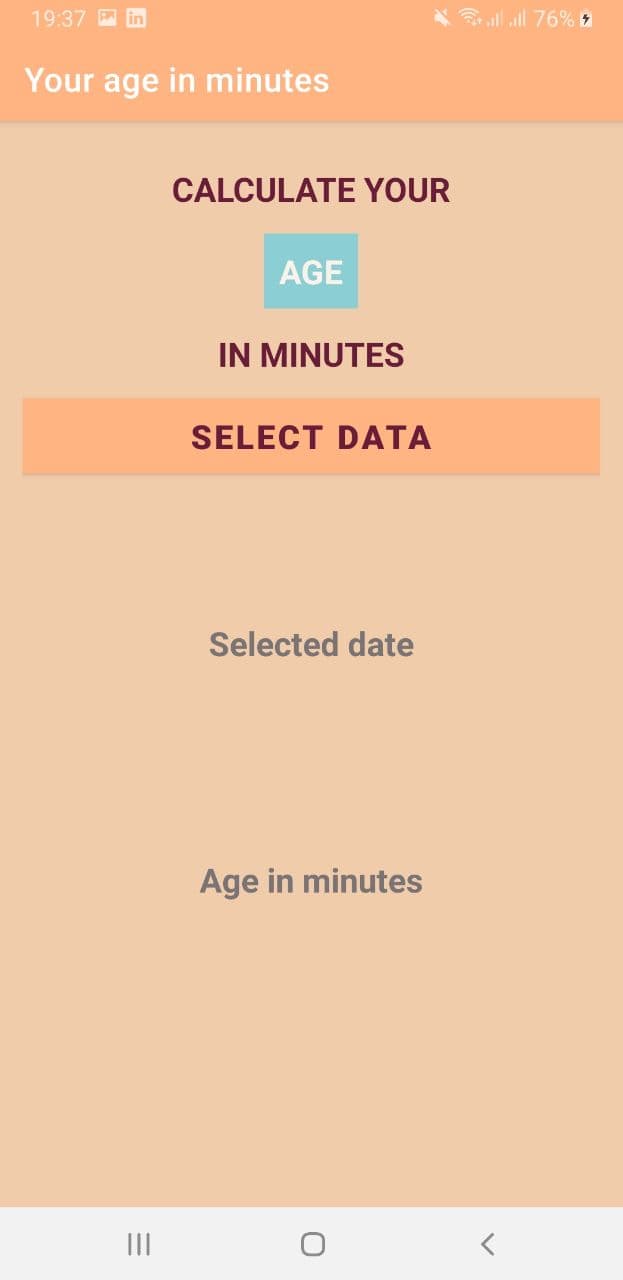 19:37 in 76%
Your age in minutes
CALCULATE YOUR
AGE
IN MINUTES
SELECT DATA
Selected date
Age in minutes